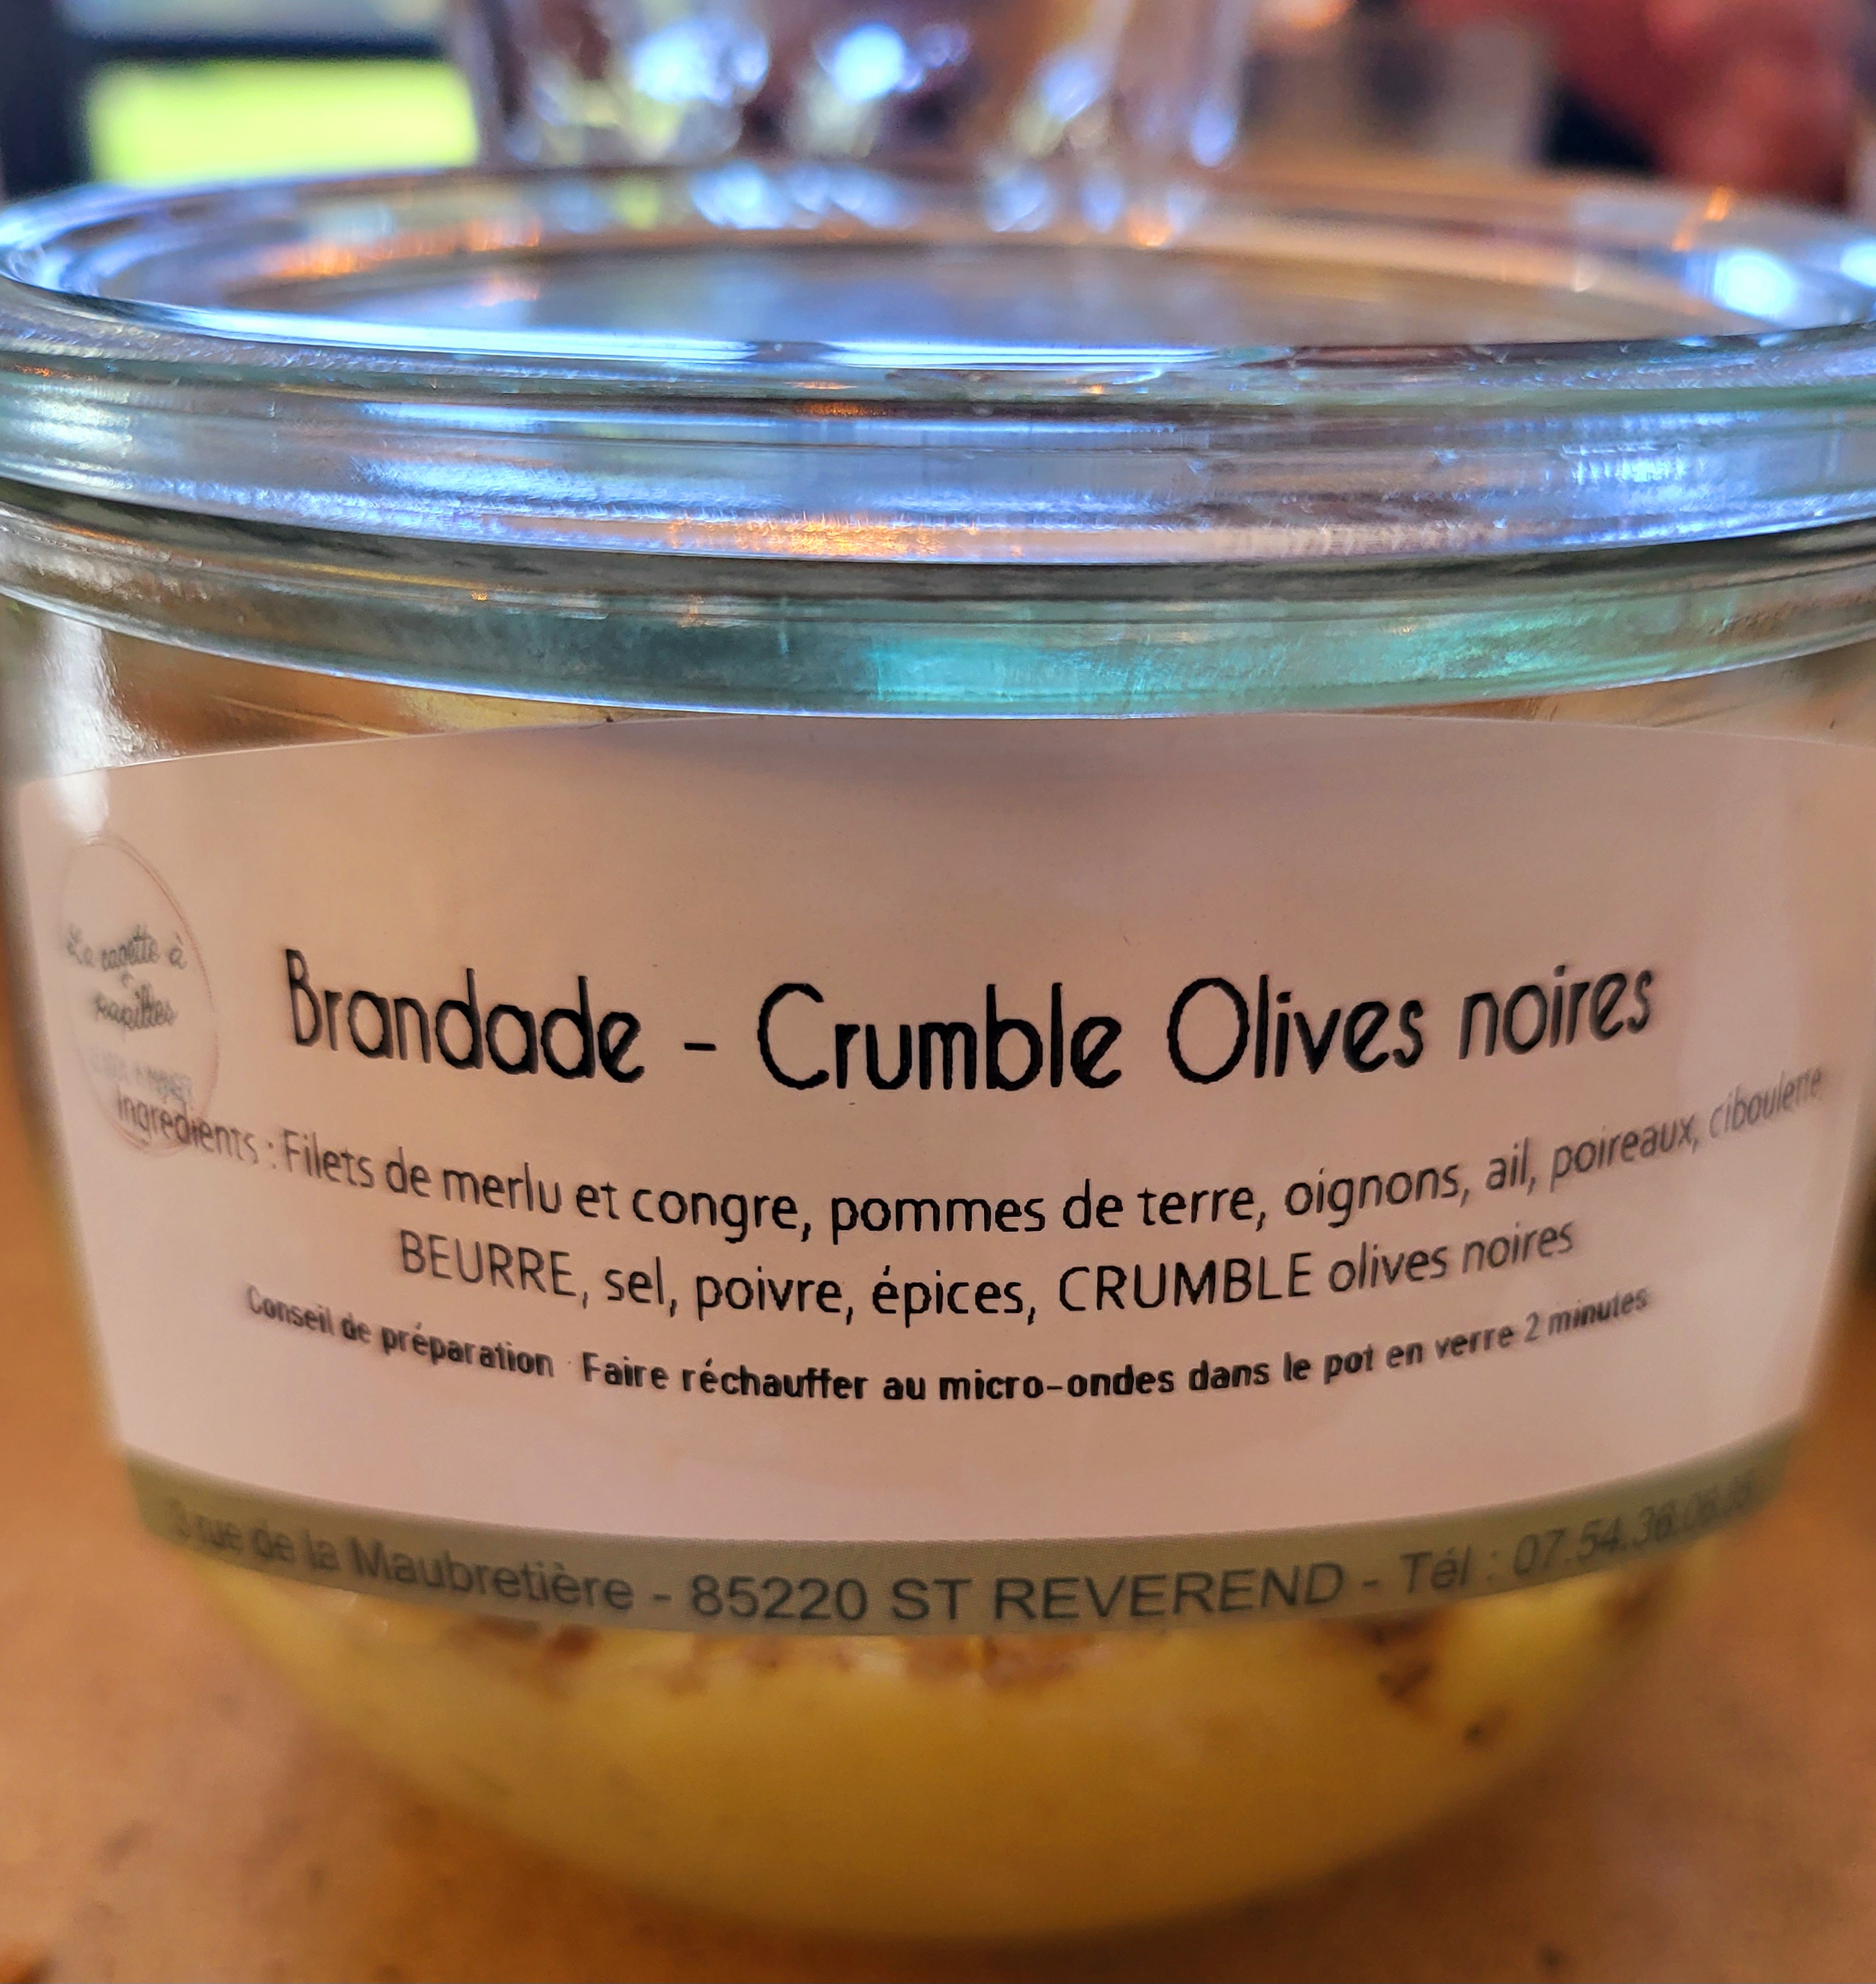 La cagette à
papilles
Brandade - Crumble Olives noires
Ingrédients : Filets de merlu et congre, pommes de terre, oignons, ail, poireaux, ciboulette
BEURRE, sel, poivre, épices, CRUMBLE olives noires
Conseil de préparation : Faire réchauffer au micro-ondes dans le pot en verre 2 minutes
rue de la Maubretière - 85220 ST REVEREND - Tél : 07.54.36.